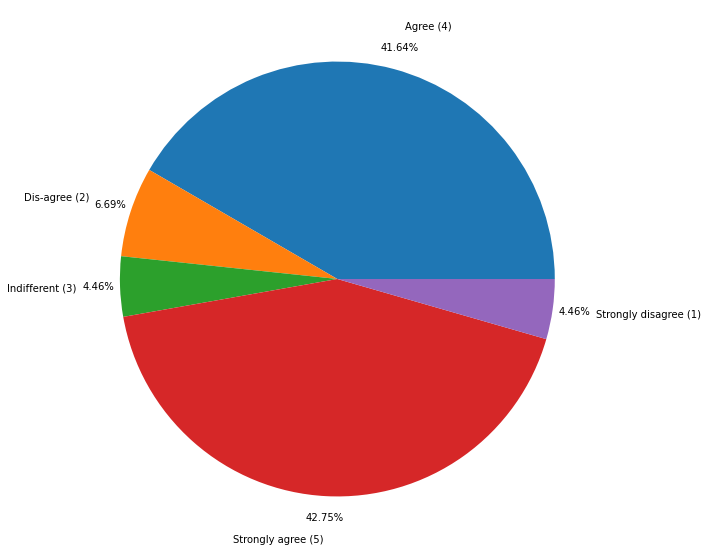 Agree (4)
41.64%
Dis-agree (2)
6.69%
Indifferent (3)
4.46%
4.46%
Strongly disagree (1)
42.75%
Strongly agree (5)